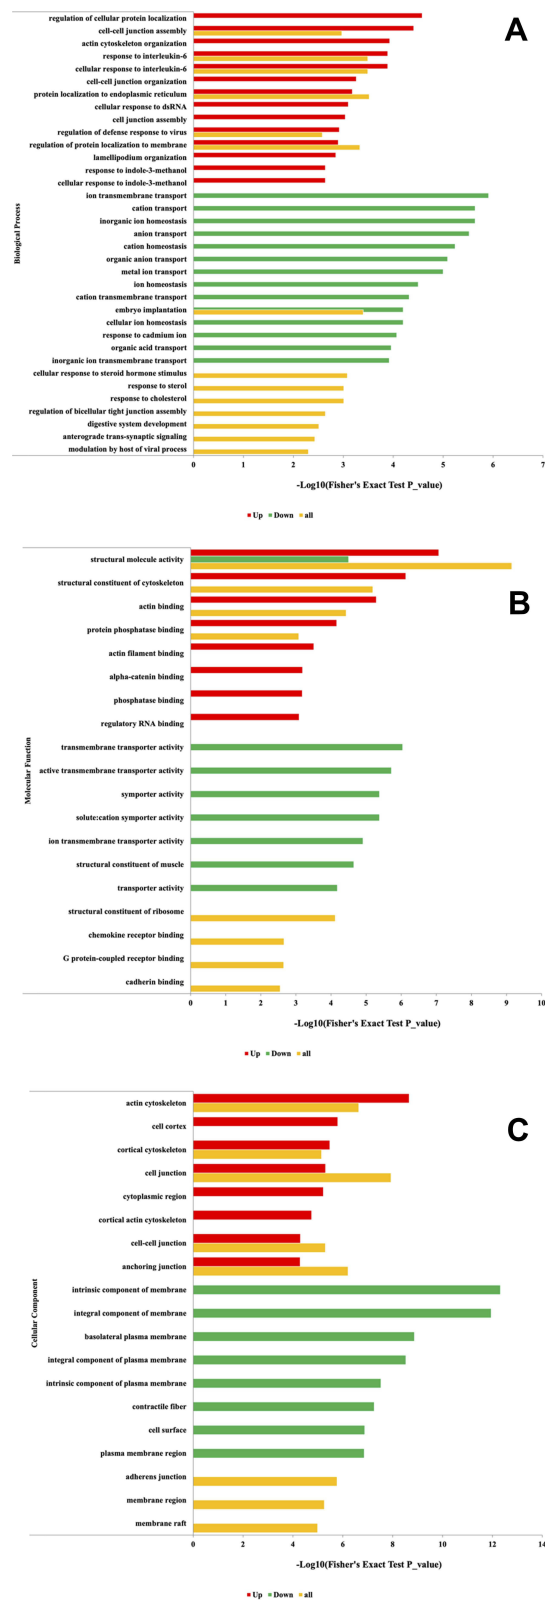 A
Biological Process
regulation of cellular protein localization
cell-cell junction assembly
actin cytoskeleton organization
response to interleukin-6
cellular response to interleukin-6
cell-cell junction organization
protein localization to endoplasmic reticulum
cellular response to dsRNA
cell junction assembly
regulation of defense response to virus
regulation of protein localization to membrane
lamellipodium organization
response to indole-3-methanol
cellular response to indole-3-methanol
ion transmembrane transport
cation transport
inorganic ion homeostasis
anion transport
cation homeostasis
organic anion transport
metal ion transport
ion homeostasis
cation transmembrane transport
embryo implantation
cellular ion homeostasis
response to cadmium ion
organic acid transport
inorganic ion transmembrane transport
cellular response to steroid hormone stimulus
response to sterol
response to cholesterol
regulation of bicellular tight junction assembly
digestive system development
anterograde trans-synaptic signaling
modulation by host of viral process
0 1 2 3 4 5 6 7
-Log10(Fisher's Exact Test P_value)
Up Down all
B
Molecular Function
structural molecule activity
structural constituent of cytoskeleton
actin binding
protein phosphatase binding
actin filament binding
alpha-catenin binding
phosphatase binding
regulatory RNA binding
transmembrane transporter activity
active transmembrane transporter activity
symporter activity
solute:cation symporter activity
ion transmembrane transporter activity
structural constituent of muscle
transporter activity
structural constituent of ribosome
chemokine receptor binding
G protein-coupled receptor binding
cadherin binding
0 1 2 3 4 5 6 7 8 9 10
-Log10(Fisher's Exact Test P_value)
Up Down all
C
Cellular Component
actin cytoskeleton
cell cortex
cortical cytoskeleton
cell junction
cytoplasmic region
cortical actin cytoskeleton
cell-cell junction
anchoring junction
intrinsic component of membrane
integral component of membrane
basolateral plasma membrane
integral component of plasma membrane
intrinsic component of plasma membrane
contractile fiber
cell surface
plasma membrane region
adherens junction
membrane region
membrane raft
0 2 4 6 8 10 12 14
-Log10(Fisher's Exact Test P_value)
Up Down all